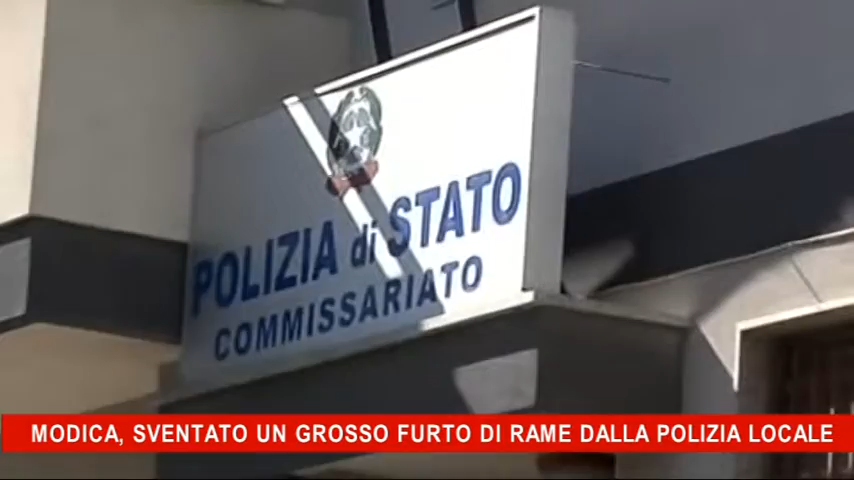 POLIZIA di STATO
COMMISSARIATO
MODICA, SVENTATO UN GROSSO FURTO DI RAME DALLA POLIZIA LOCALE